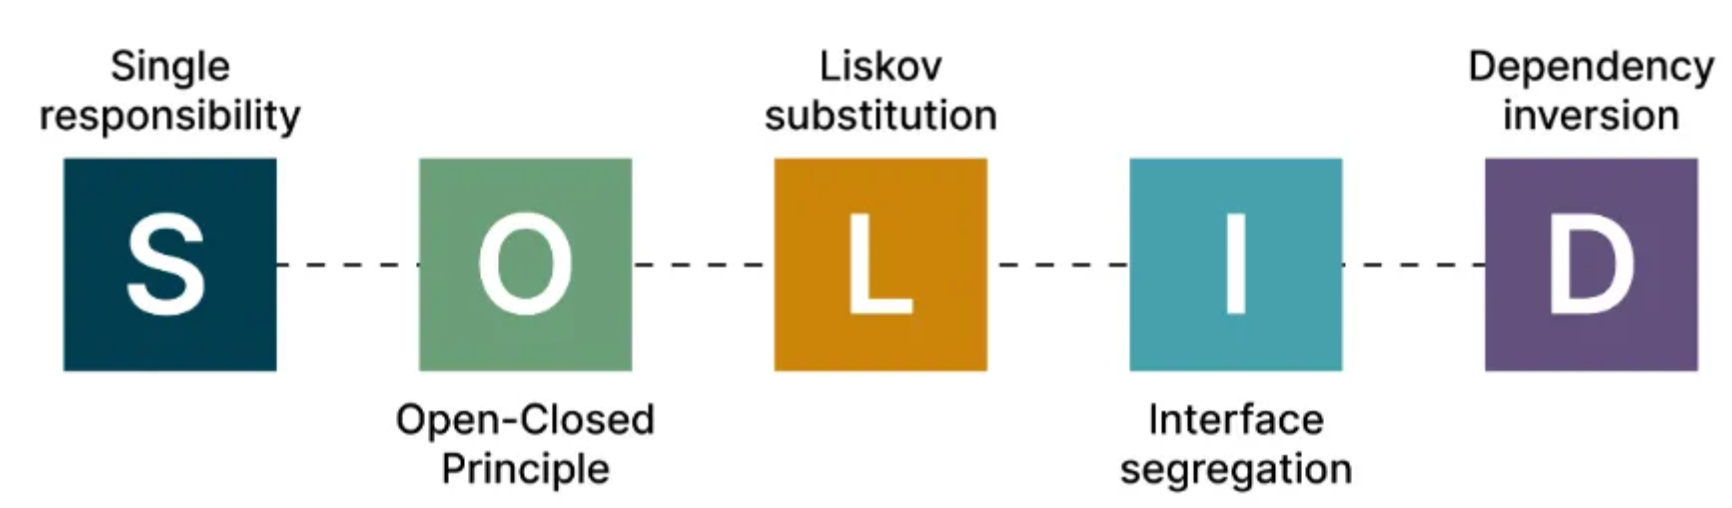 Single
responsibility
Liskov
substitution
Dependency
inversion
S
O
L
I
D
Open-Closed
Principle
Interface
segregation